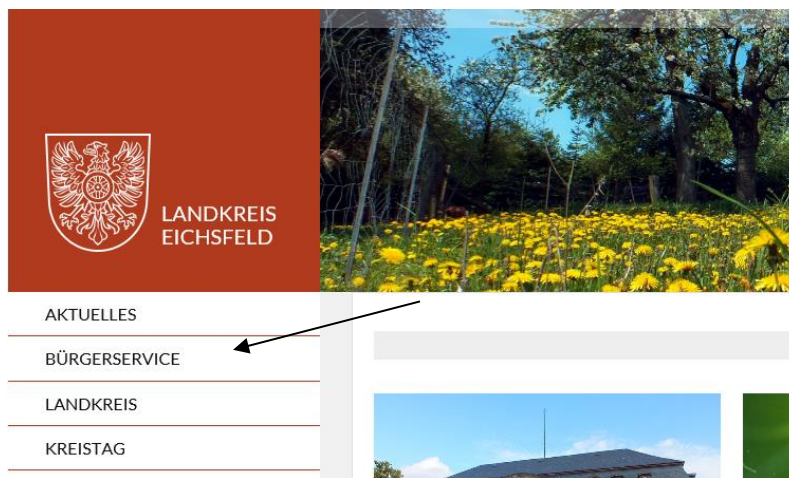 LANDKREIS
EICHSFELD
AKTUELLES
BÜRGERSERVICE
LANDKREIS
KREISTAG